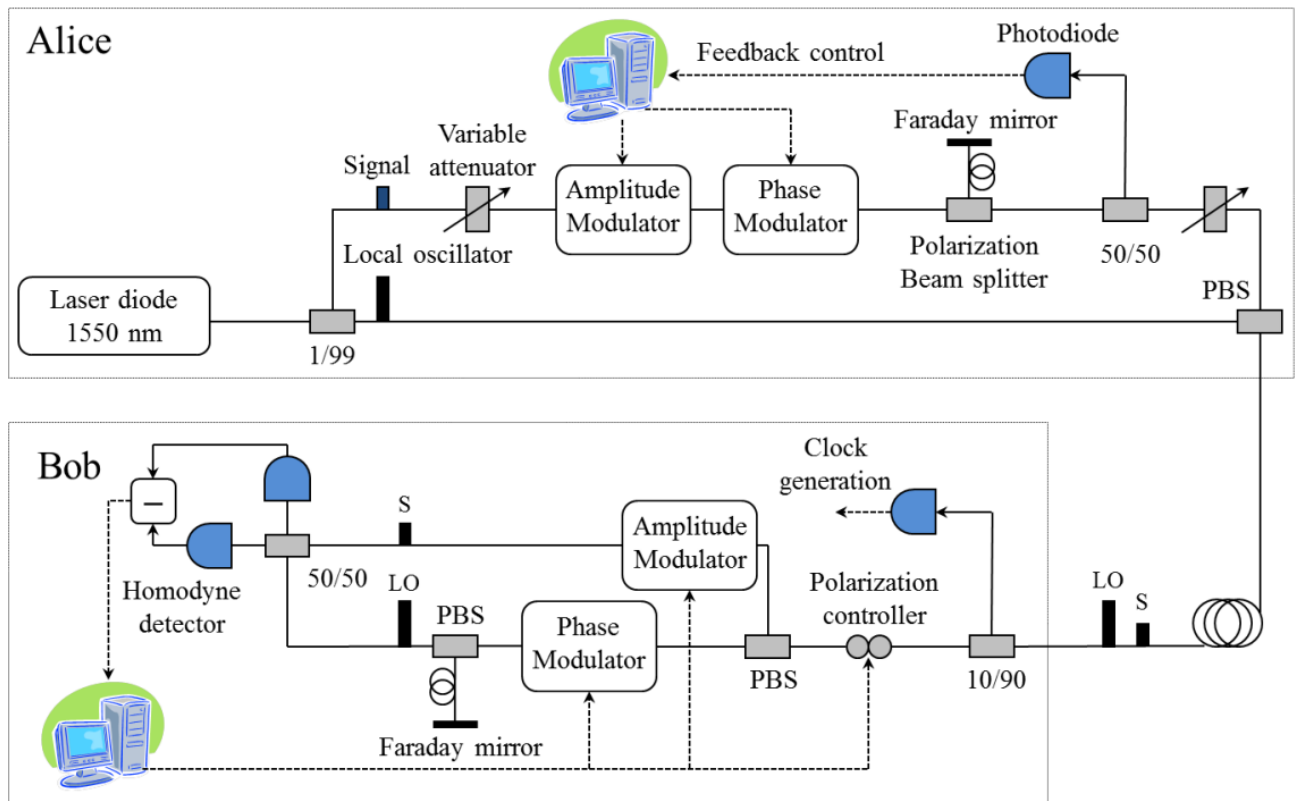 Alice
Photodiode
Feedback control
Faraday mirror
Variable
attenuator
Signal
Amplitude
Modulator
Phase
Modulator
Local oscillator
Polarization
Beam splitter
50/50
Laser diode
1550 nm
PBS
1/99
Bob
Clock
generation
S
Amplitude
Modulator
–
50/50
Polarization
controller
LO
S
LO
Homodyne
detector
PBS
Phase
Modulator
PBS
10/90
Faraday mirror